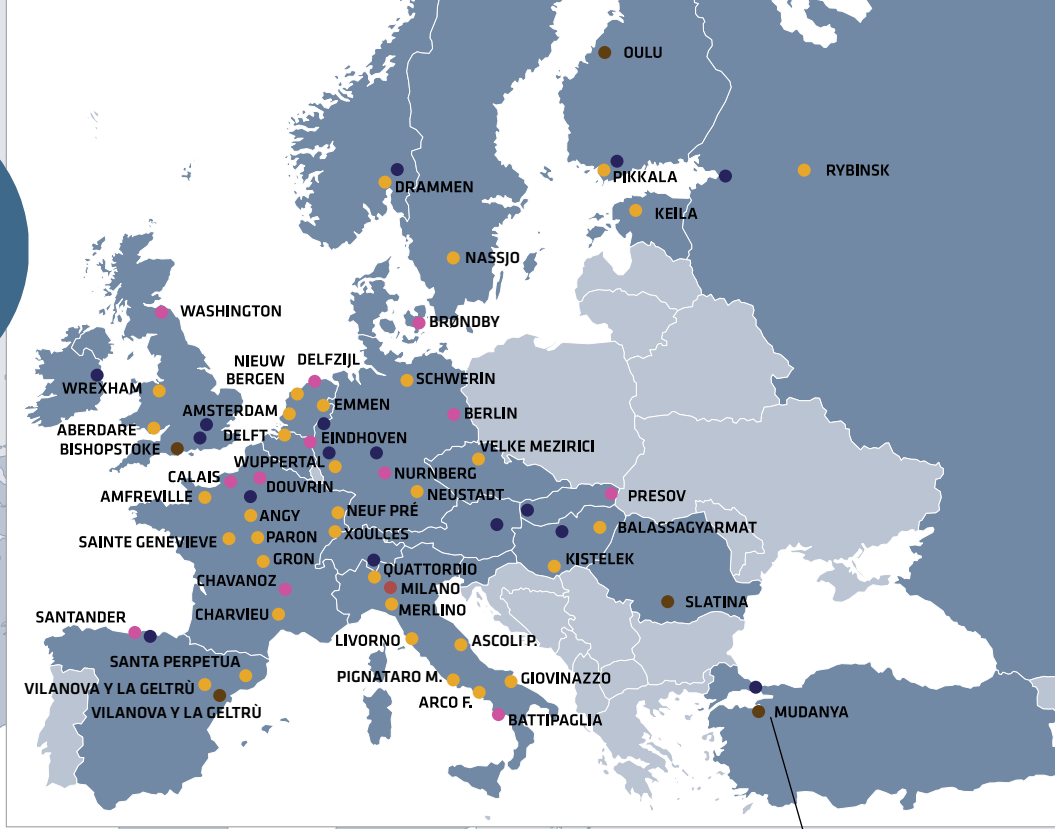 OULU
PIKKALA
RYBINSK
DRAMMEN
KEILA
NASSJO
WASHINGTON
BRØNDBY
NIEUW
BERGEN
DELFZIJL
SCHWERIN
WREXHAM
AMSTERDAM
EMMEN
BERLIN
ABERDARE
DELFT
EINDHOVEN
BISHOPSTOKE
VELKE MEZIRICI
WUPPERTAL
CALAIS
NURNBERG
DOUVRIN
AMFREVILLE
NEUSTADT
PRESOV
ANGY
NEUF PRÉ
BALASSAGYARMAT
SAINTE GENEVIEVE
PARON
XOULCES
GRON
KISTELEK
QUATTORDIO
CHAVANOZ
MILANO
SLATINA
CHARVIEU
MERLINO
SANTANDER
LIVORNO
ASCOLI P.
SANTA PERPETUA
PIGNATARO M.
GIOVINAZZO
VILANOVA Y LA GELTRÙ
ARCO F.
VILANOVA Y LA GELTRÙ
BATTIPAGLIA
MUDANYA